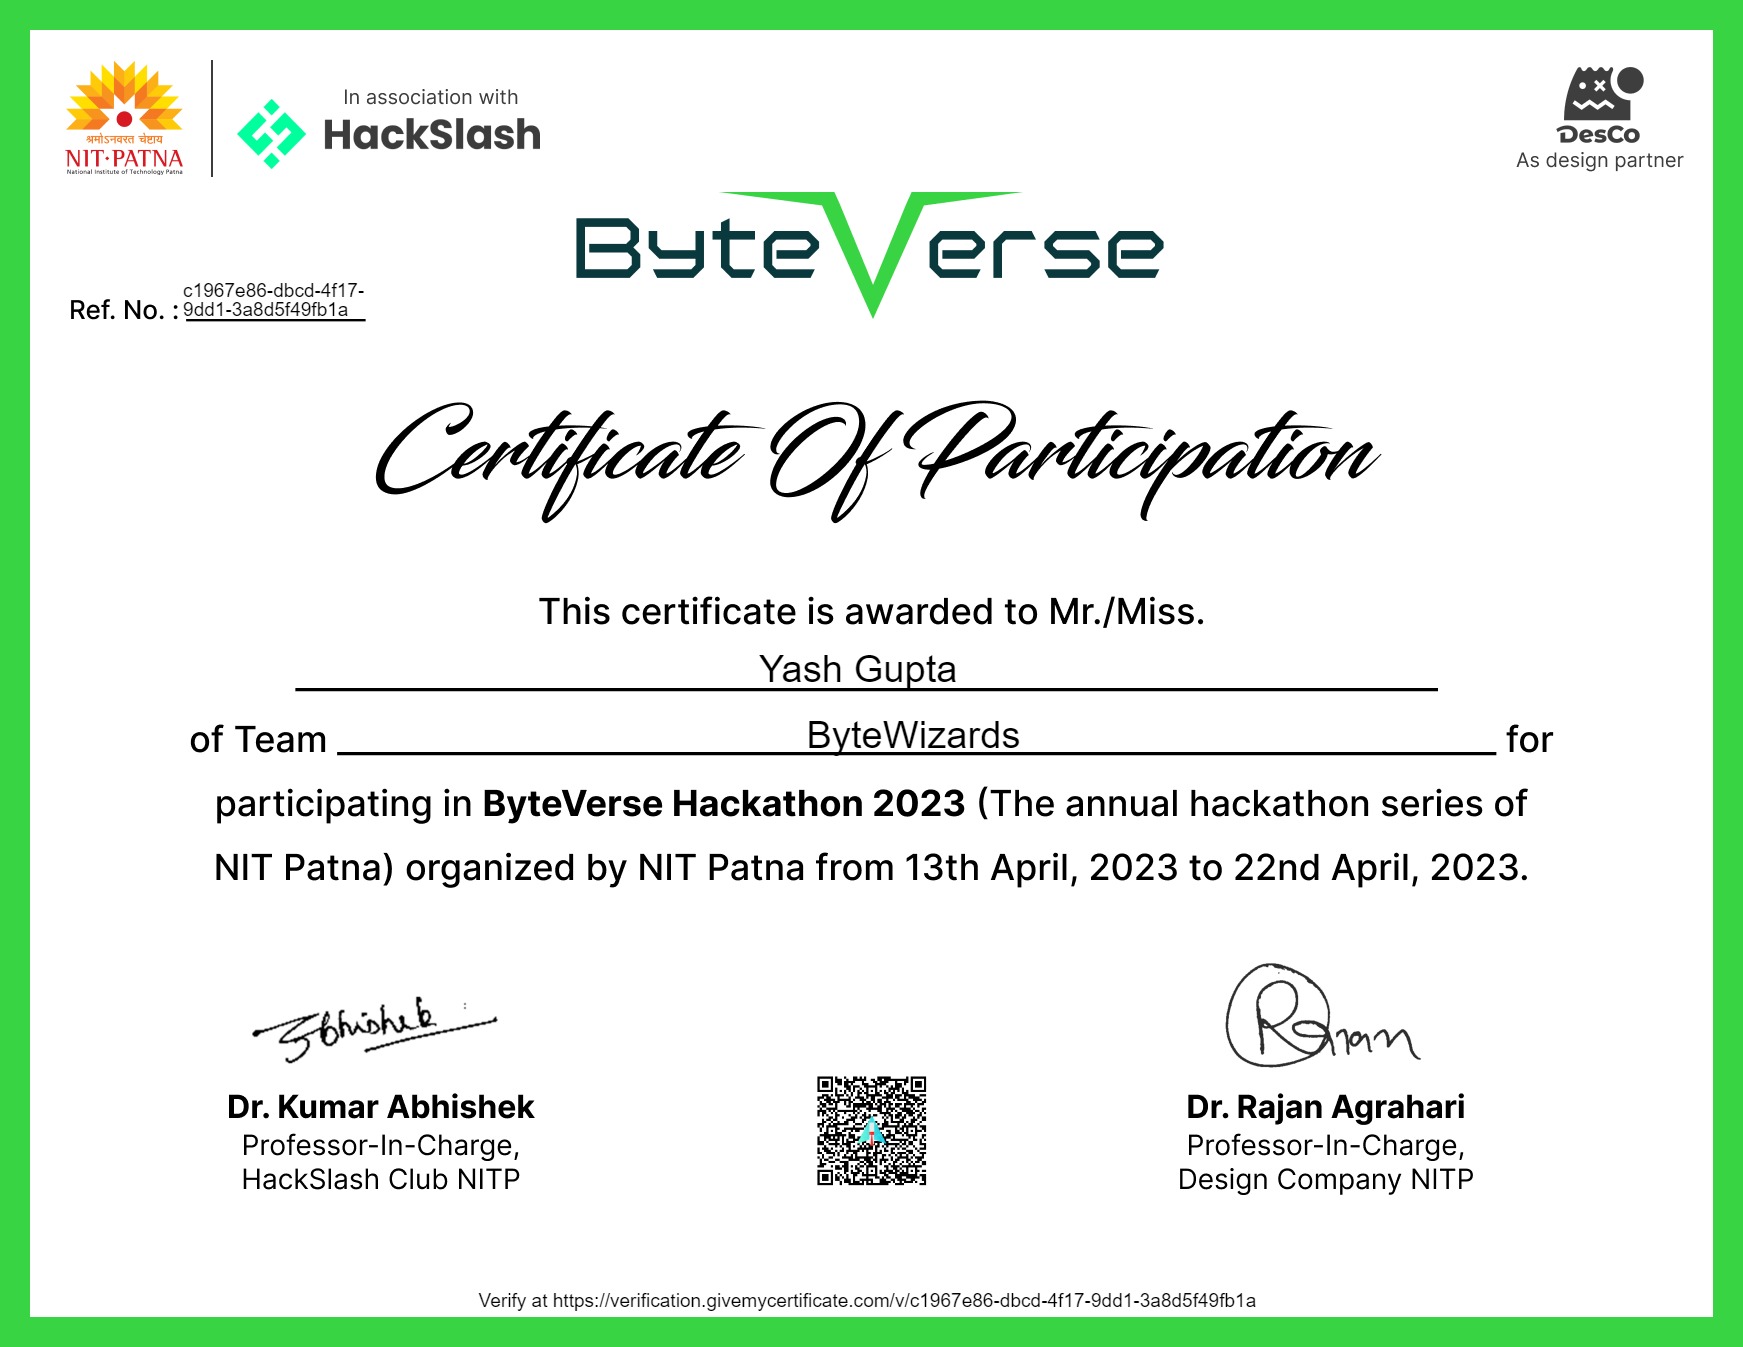 श्रमोऽनवरत चेष्टाय
NIT·PATNA
National Institute of Technology Patna
In association with
HackSlash
DesCo
As design partner
ByteVerse
Ref. No. : c1967e86-dbcd-4f17-
9dd1-3a8d5f49fb1a
Certificate Of Participation
This certificate is awarded to Mr./Miss.
Yash Gupta
of Team ByteWizards for
participating in ByteVerse Hackathon 2023 (The annual hackathon series of
NIT Patna) organized by NIT Patna from 13th April, 2023 to 22nd April, 2023.
Abhishek
Dr. Kumar Abhishek
Professor-In-Charge,
HackSlash Club NITP
Rajan
Dr. Rajan Agrahari
Professor-In-Charge,
Design Company NITP
Verify at https://verification.givemycertificate.com/v/c1967e86-dbcd-4f17-9dd1-3a8d5f49fb1a